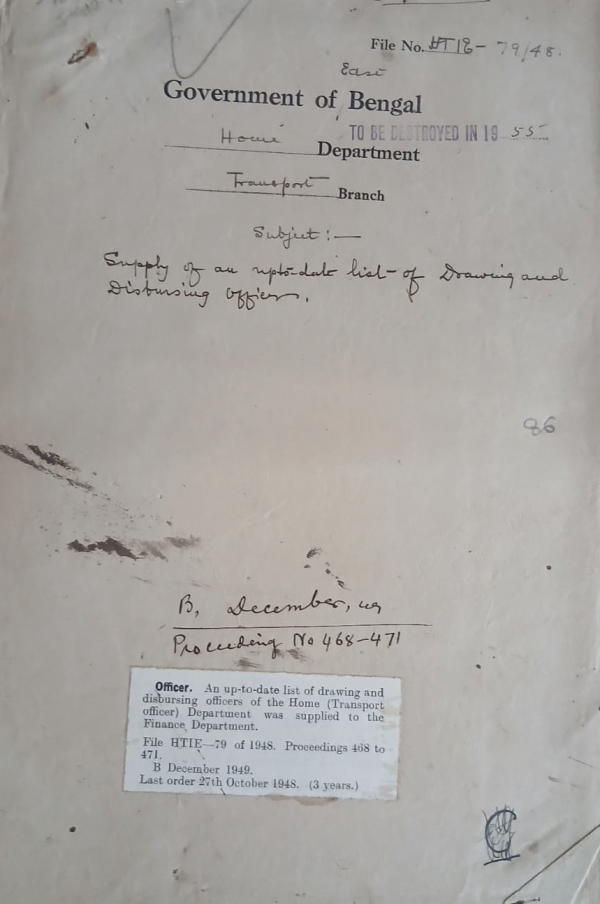 File No. HTIE- 79/48.
East
Government of Bengal
TO BE DESTROYED IN 19 55
Home Department
Transport Branch
Subject:—
Supply of an upto-date list of Drawing and
Disbursing officer.
86
B, December, 49
Proceeding No 468-471
Officer. An up-to-date list of drawing and
disbursing officers of the Home (Transport
officer) Department was supplied to the
Finance Department.
File HTIE—79 of 1948. Proceedings 468 to
471.
B December 1949.
Last order 27th October 1948. (3 years.)